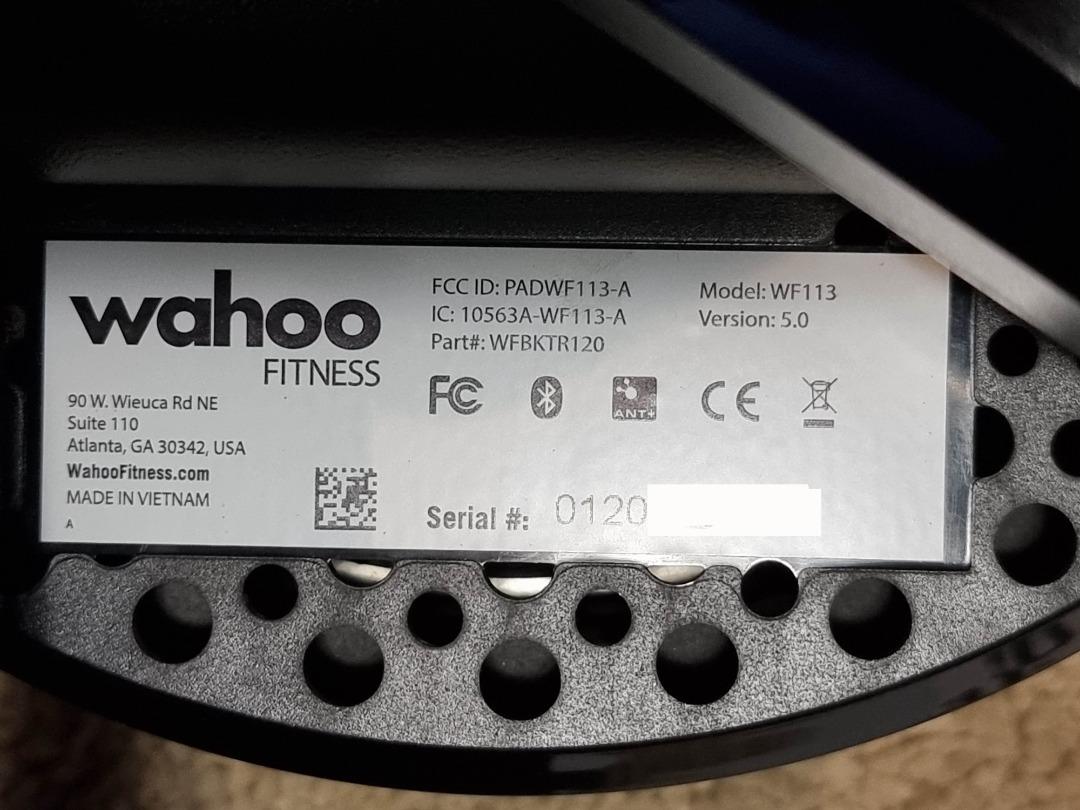 wahoo
FITNESS
90 W. Wieuca Rd NE
Suite 110
Atlanta, GA 30342, USA
WahooFitness.com
MADE IN VIETNAM
A
FCC ID: PADWF113-A
IC: 10563A-WF113-A
Part#: WFBKTR120
Model: WF113
Version: 5.0
FC
ANT+
CE
Serial #: 0120